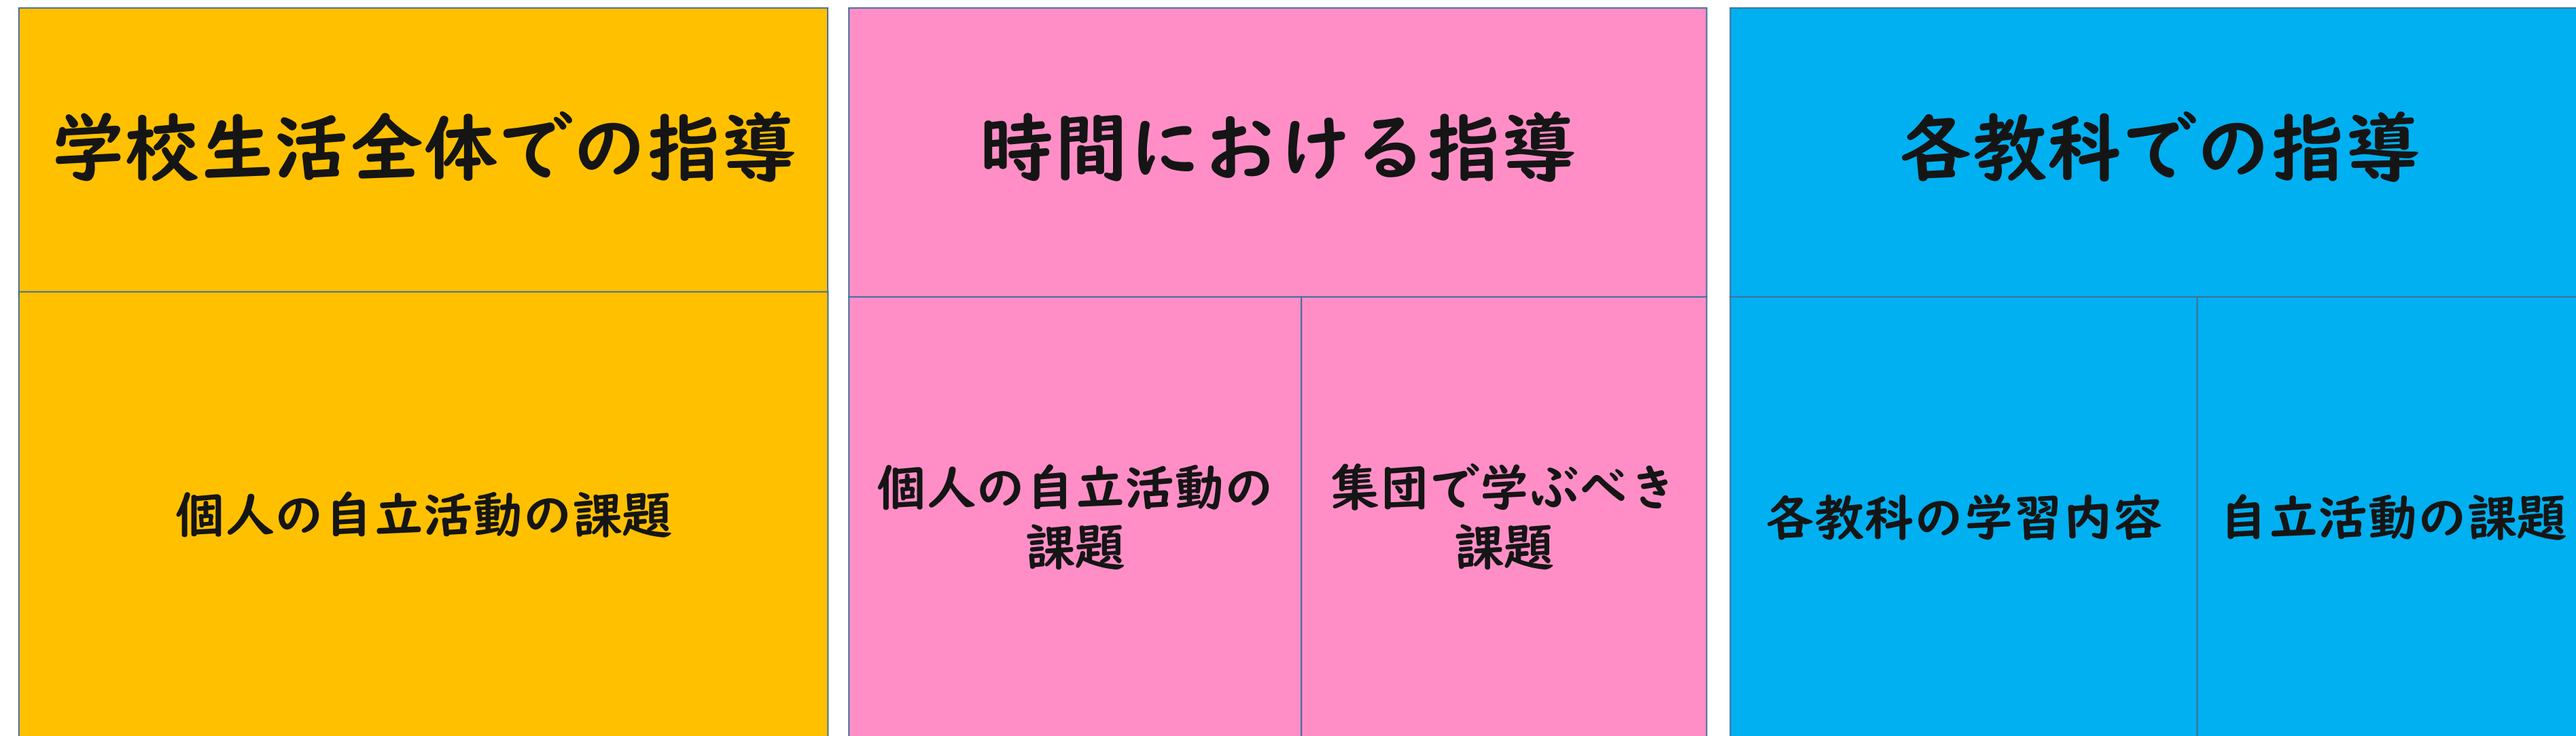 学校生活全体での指導
個人の自立活動の課題
時間における指導
個人の自立活動の
課題
集団で学ぶべき
課題
各教科での指導
各教科の学習内容
自立活動の課題